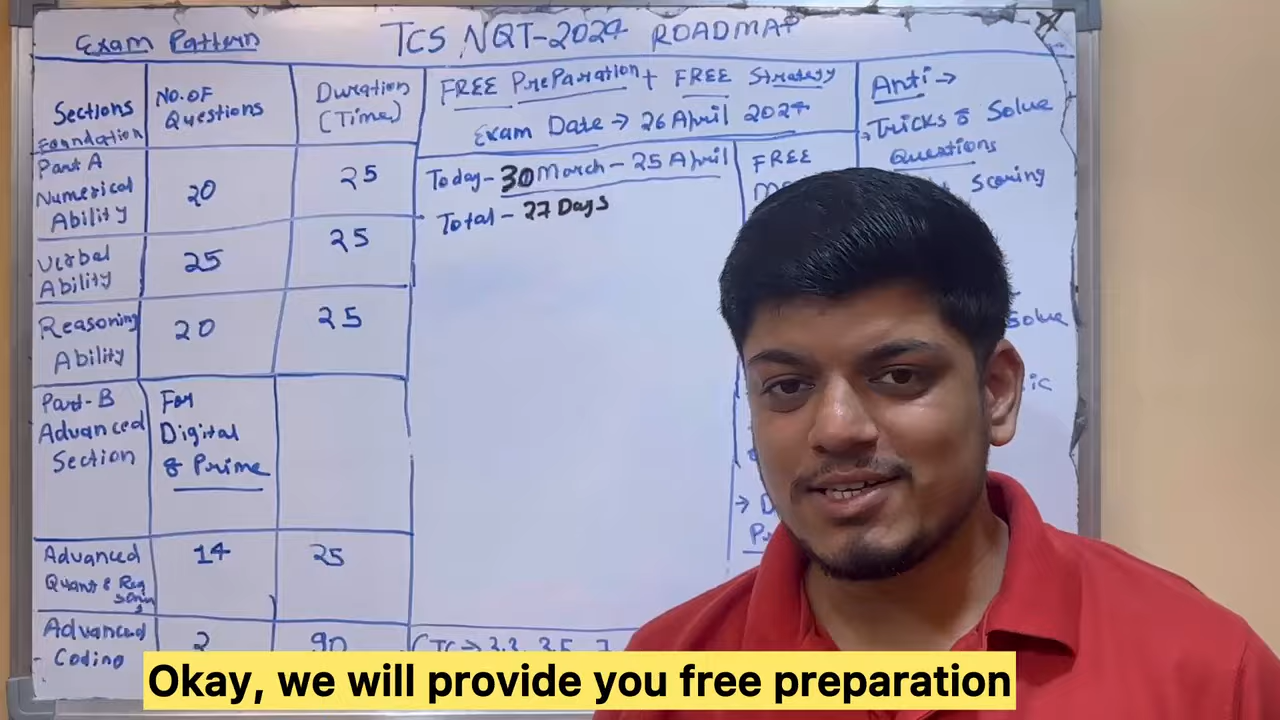 Exam Pattern
TCS NQT-2024 ROADMAP
Sections
Foundation
No. OF
Questions
Duration
(Time)
Part A
Numerical
Ability
20
25
Verbal
Ability
25
25
Reasoning
Ability
20
25
Part-B
Advanced
Section
For
Digital
& Prime
Advanced
Quant &
14
25
Advanced
Coding
2
90
FREE Preparation + FREE Strategy
Exam Date → 26 April 2024
Today - 30 March - 25 April
Total - 27 Days
FREE
Anti →
Tricks & Solve
Questions
Scoring
Solve
Okay, we will provide you free preparation